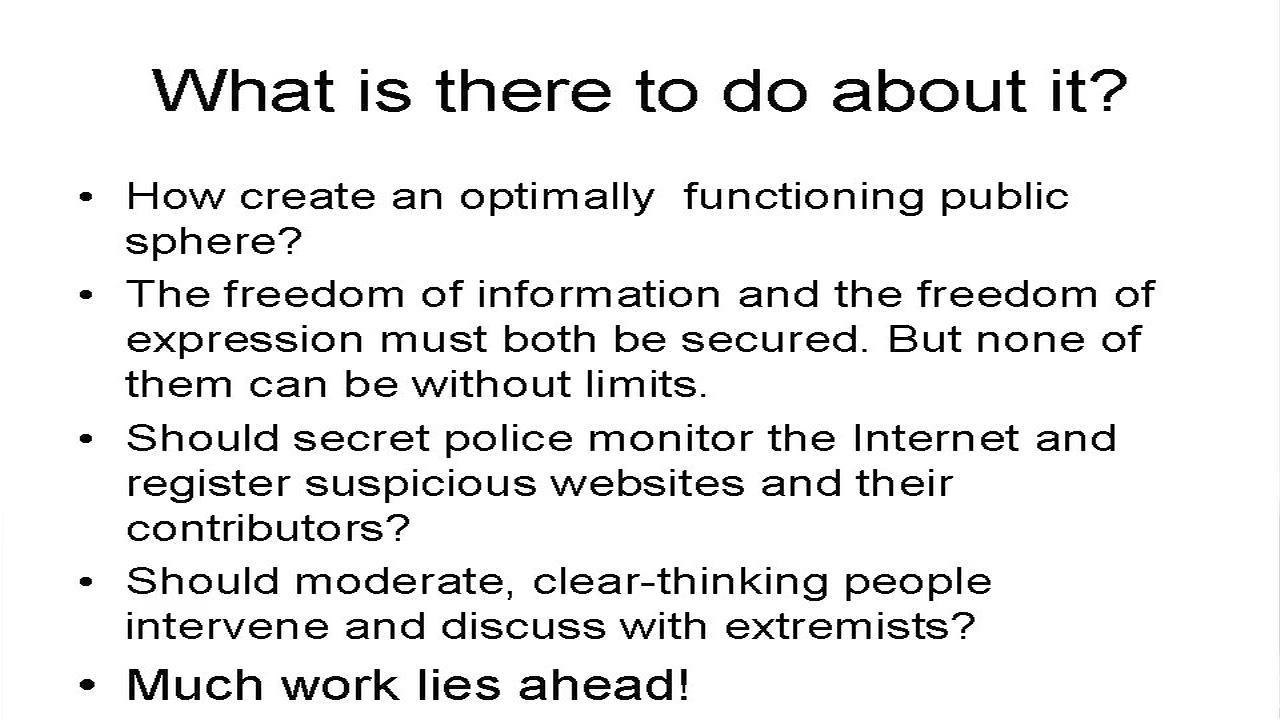 What is there to do about it?
• How create an optimally functioning public
sphere?
• The freedom of information and the freedom of
expression must both be secured. But none of
them can be without limits.
• Should secret police monitor the Internet and
register suspicious websites and their
contributors?
• Should moderate, clear-thinking people
intervene and discuss with extremists?
• Much work lies ahead!